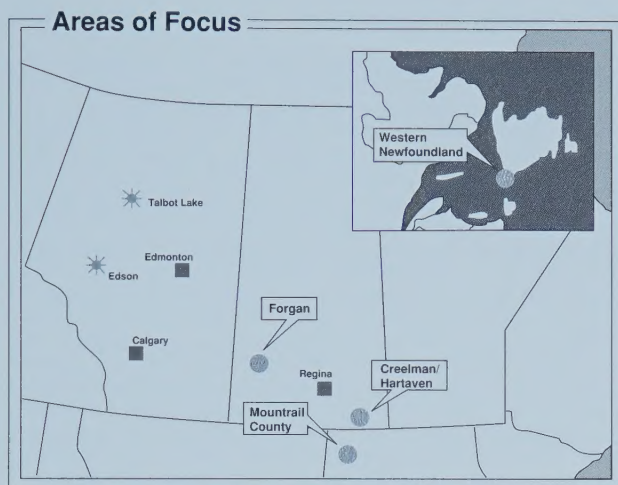 Areas of Focus
Western
Newfoundland
Talbot Lake
Edson
Edmonton
Forgan
Calgary
Regina
Creelman/
Hartaven
Mountrail
County